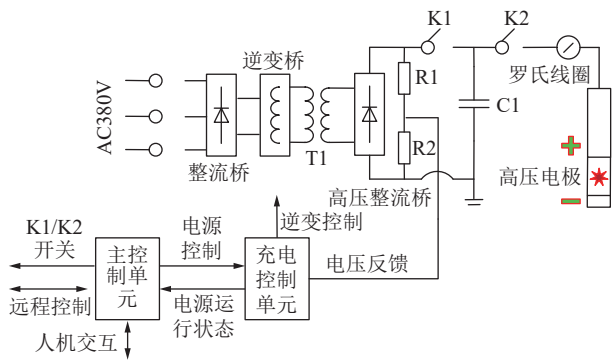 K1
K2
逆变桥
罗氏线圈
R1
AC380V
C1
T1
R2
整流桥
高压整流桥
高压电极
逆变控制
K1/K2
开关
主控
制单
元
电源
控制
充电
控制
单元
电压反馈
远程控制
电源运
行状态
人机交互